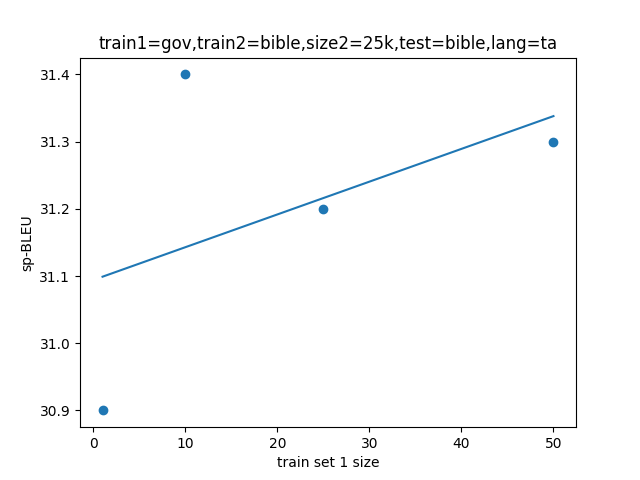 train1=gov,train2=bible,size2=25k,test=bible,lang=ta
31.4
31.3
31.2
31.1
31.0
30.9
sp-BLEU
0 10 20 30 40 50
train set 1 size